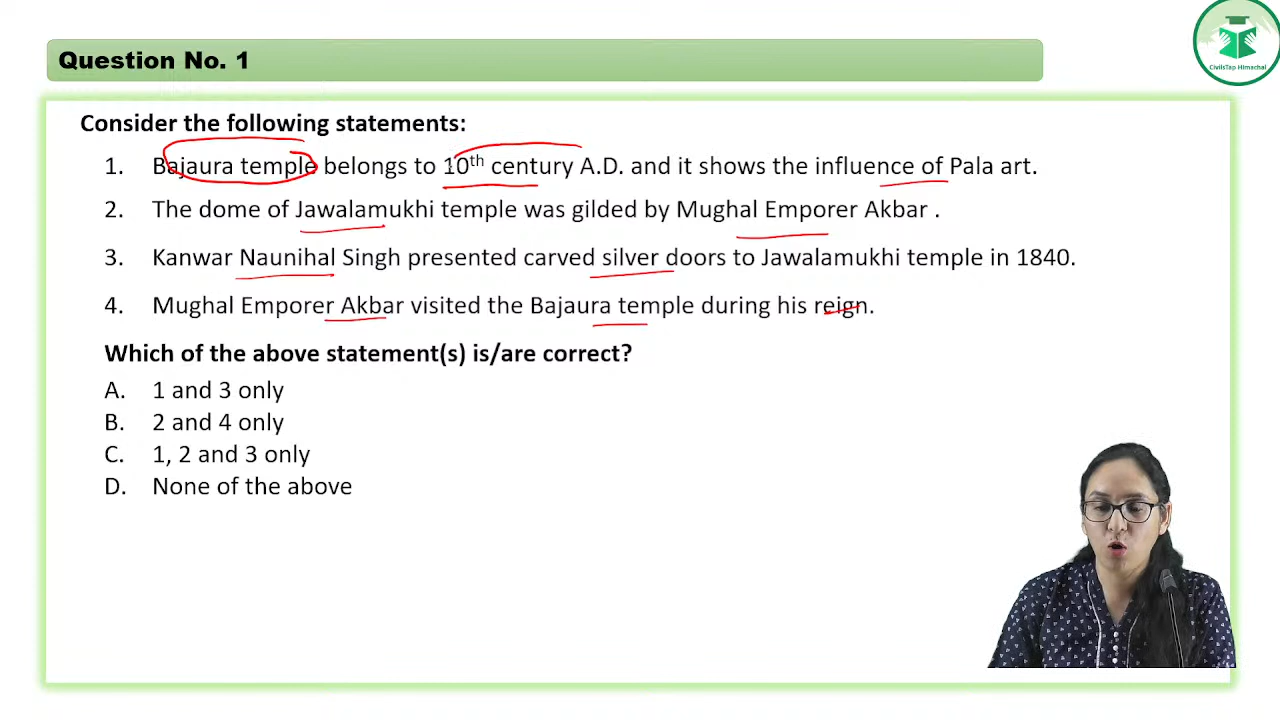 Question No. 1
CivilsTap Himachal
Consider the following statements:
1. Bajaura temple belongs to 10th century A.D. and it shows the influence of Pala art.
2. The dome of Jawalamukhi temple was gilded by Mughal Emporer Akbar .
3. Kanwar Naunihal Singh presented carved silver doors to Jawalamukhi temple in 1840.
4. Mughal Emporer Akbar visited the Bajaura temple during his reign.
Which of the above statement(s) is/are correct?
A. 1 and 3 only
B. 2 and 4 only
C. 1, 2 and 3 only
D. None of the above